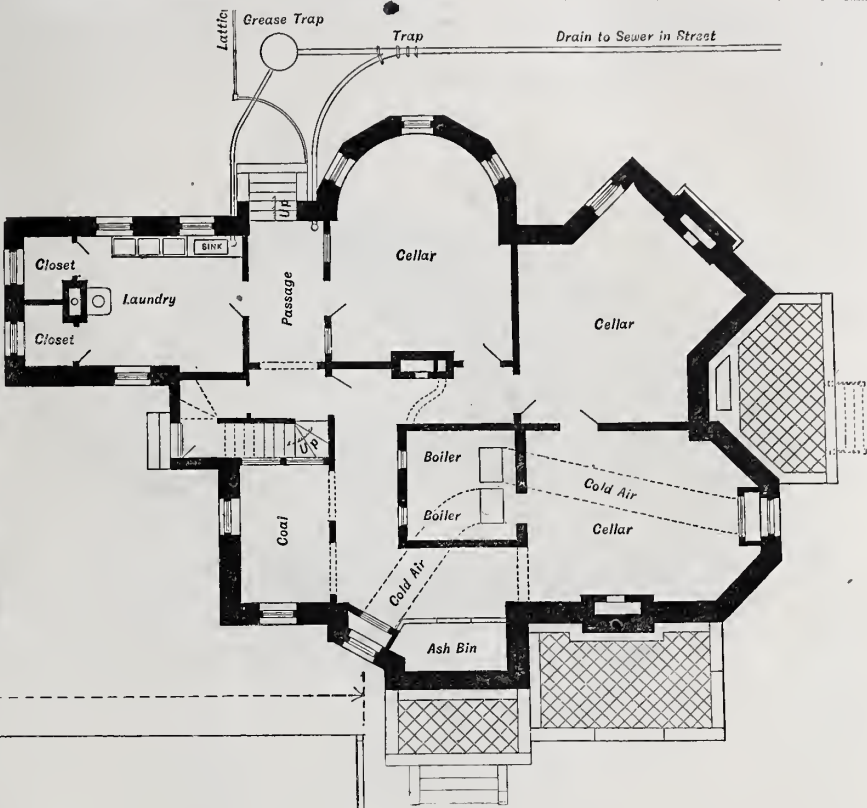 Lattic
Grease Trap
Trap
Drain to Sewer in Street
Up
SINK
Closet
Laundry
Passage
Cellar
Cellar
Closet
Up
Boiler
Boiler
Cold Air
Cellar
Coal
Cold Air
Ash Bin